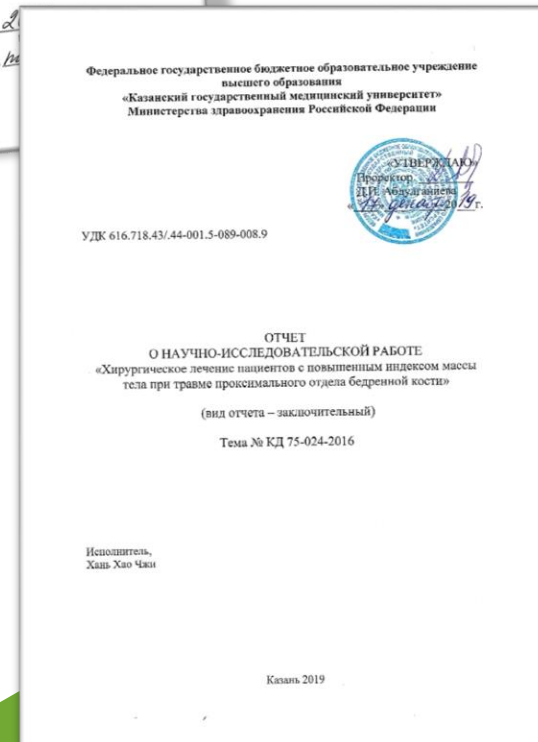 Федеральное государственное бюджетное образовательное учреждение
высшего образования
«Казанский государственный медицинский университет»
Министерства здравоохранения Российской Федерации
«УТВЕРЖДАЮ»
Проректор
Д.И. Абдулганиева
« 17 » декабря 2019 г.
УДК 616.718.43/.44-001.5-089-008.9
ОТЧЕТ
О НАУЧНО-ИССЛЕДОВАТЕЛЬСКОЙ РАБОТЕ
«Хирургическое лечение пациентов с повышенным индексом массы
тела при травме проксимального отдела бедренной кости»
(вид отчета – заключительный)
Тема № КД 75-024-2016
Исполнитель,
Хань Хао Чжи
Казань 2019